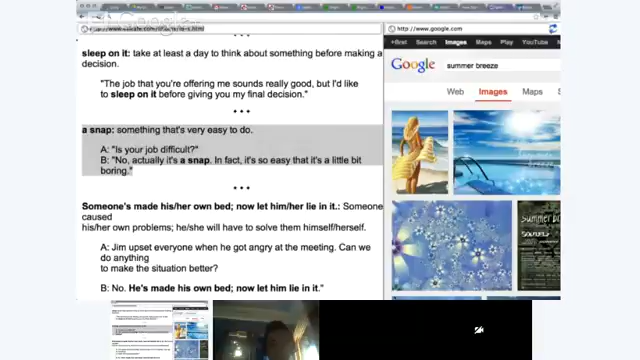 http://www.google.com
+Brett Search Images Maps Play YouTube
Google
summer breeze
Web Images Maps
sleep on it: take at least a day to think about something before making a
decision.
"The job that you're offering me sounds really good, but I'd like
to sleep on it before giving you my final decision."
• • •
a snap: something that's very easy to do.
A: "Is your job difficult?"
B: "No, actually it's a snap. In fact, it's so easy that it's a little bit
boring."
• • •
Someone's made his/her own bed; now let him/her lie in it.: Someone
caused
his/her own problems; he/she will have to solve them himself/herself.
A: Jim upset everyone when he got angry at the meeting. Can we
do anything
to make the situation better?
B: No. He's made his own bed; now let him lie in it."